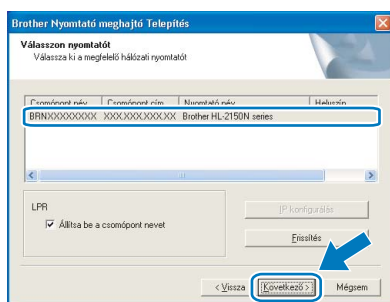 Brother Nyomtató meghajtó Telepítés
Válasszon nyomtatót
Válassza ki a megfelelő hálózati nyomtatót
Csomópont név Csomópont cím Nyomtató név Helyszín
BRNXXXXXXXXX XXX.XXX.XXX.XX Brother HL-2150N series
LPR
Állítsa be a csomópont nevet
IP konfigurálás
Frissítés
< Vissza Következő > Mégsem